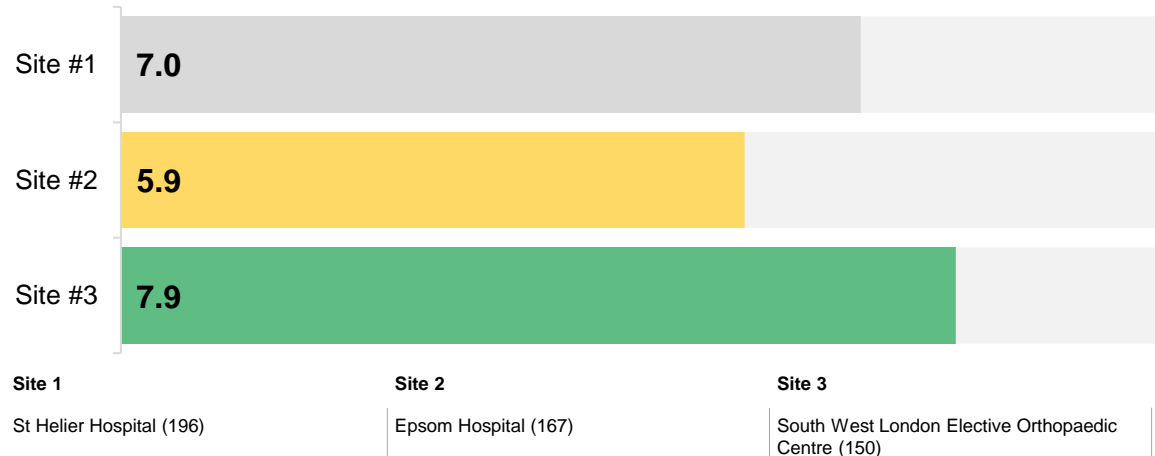 Site #1
7.0
Site #2
5.9
Site #3
7.9
Site 1
Site 2
Site 3
St Helier Hospital (196)
Epsom Hospital (167)
South West London Elective Orthopaedic
Centre (150)